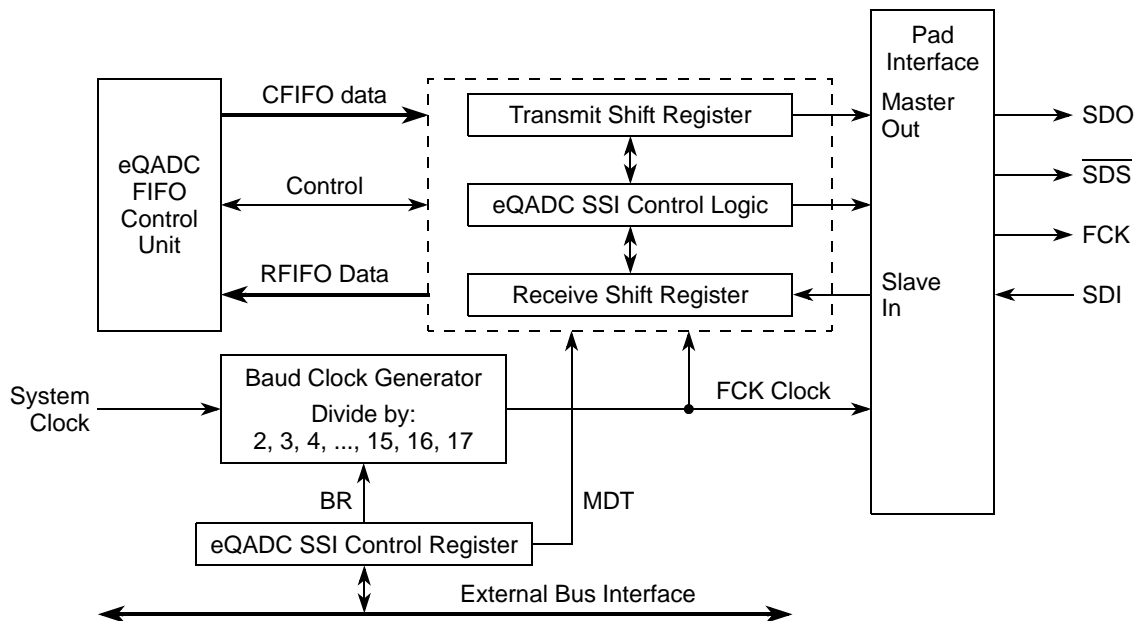 Pad
Interface
CFIFO data
Transmit Shift Register
Master
Out
SDO
eQADC
FIFO
Control
Unit
Control
eQADC SSI Control Logic
SDS
FCK
RFIFO Data
Receive Shift Register
Slave
In
SDI
System
Clock
Baud Clock Generator
Divide by:
2, 3, 4, ..., 15, 16, 17
FCK Clock
BR
MDT
eQADC SSI Control Register
External Bus Interface